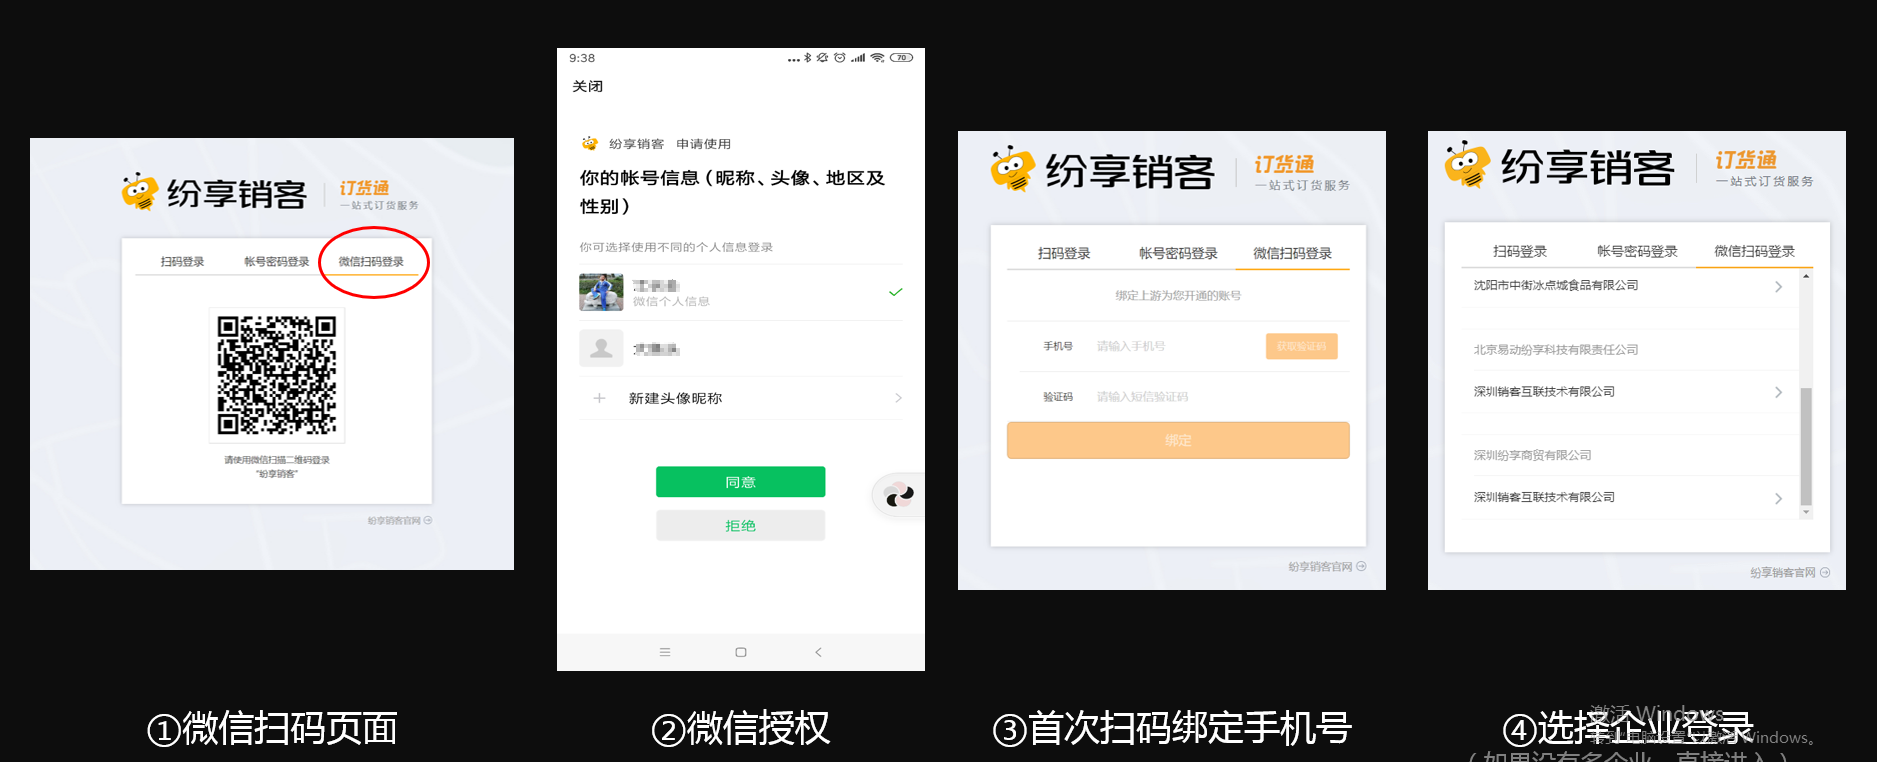 纷享销客
订货通
一站式订货服务
扫码登录 帐号密码登录 微信扫码登录
请使用微信扫描二维码登录
“纷享销客”
纷享销客官网
①微信扫码页面
9:38
70
关闭
纷享销客 申请使用
你的帐号信息（昵称、头像、地区及
性别）
你可选择使用不同的个人信息登录
微信个人信息
新建头像昵称
同意
拒绝
②微信授权
纷享销客
订货通
一站式订货服务
扫码登录 帐号密码登录 微信扫码登录
绑定上游为您开通的账号
手机号 请输入手机号 获取验证码
验证码 请输入短信验证码
绑定
纷享销客官网
③首次扫码绑定手机号
纷享销客
订货通
一站式订货服务
扫码登录 帐号密码登录 微信扫码登录
沈阳市中街冰点城食品有限公司
北京易动纷享科技有限责任公司
深圳销客互联技术有限公司
深圳纷享商贸有限公司
深圳销客互联技术有限公司
纷享销客官网
④选择企业登录
激活 Windows
（如果没有多个企业，直接进入）